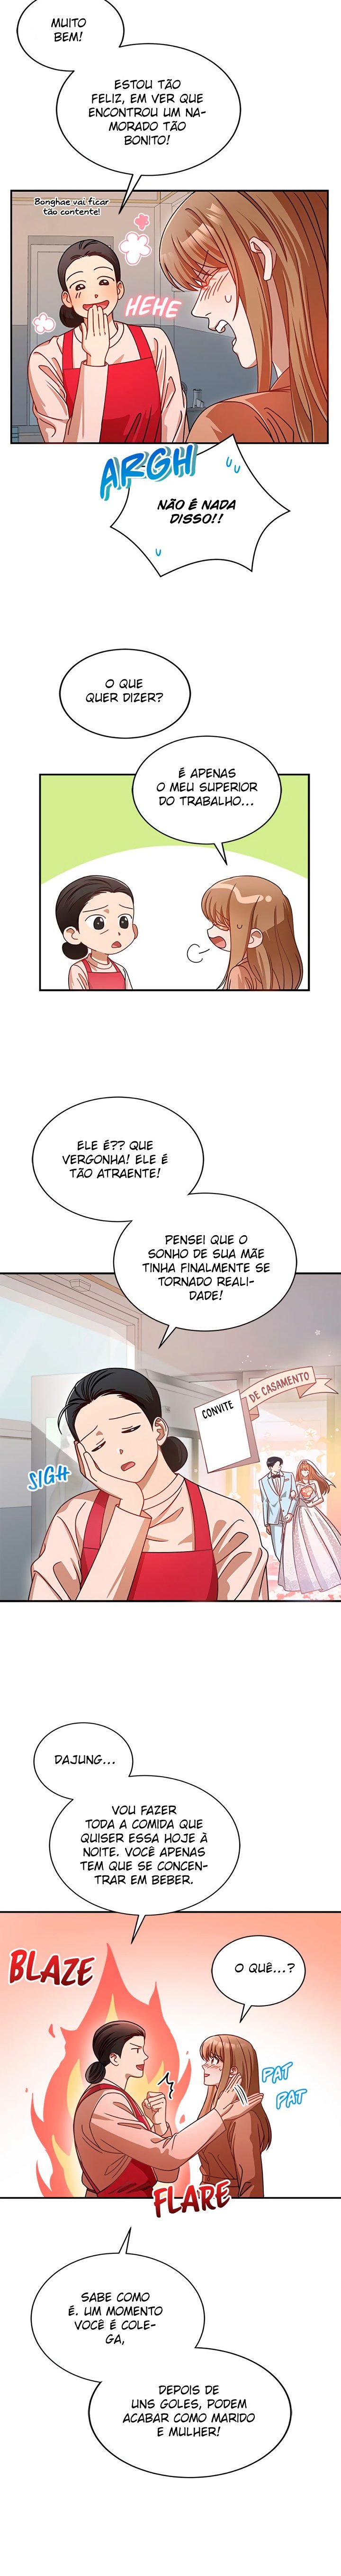 MUITO
BEM!
ESTOU TÃO
FELIZ, EM VER QUE
ENCONTROU UM NA-
MORADO TÃO
BONITO!
Bonghae vai ficar
tão contente!
HEHE
ARGH
NÃO É NADA
DISSO!!
O QUE
QUER DIZER?
É APENAS
O MEU SUPERIOR
DO TRABALHO...
ELE É?? QUE
VERGONHA! ELE É
TÃO ATRAENTE!
PENSEI QUE O
SONHO DE SUA MÃE
TINHA FINALMENTE SE
TORNADO REALI-
DADE!
CONVITE
DE CASAMENTO
SIGH
DAJUNG...
VOU FAZER
TODA A COMIDA QUE
QUISER ESSA HOJE À
NOITE. VOCÊ APENAS
TEM QUE SE CONCEN-
TRAR EM BEBER.
BLAZE
O QUÊ...?
PAT
PAT
FLARE
SABE COMO
É. UM MOMENTO
VOCÊ É COLE-
GA,
DEPOIS DE
UNS GOLES, PODEM
ACABAR COMO MARIDO
E MULHER!